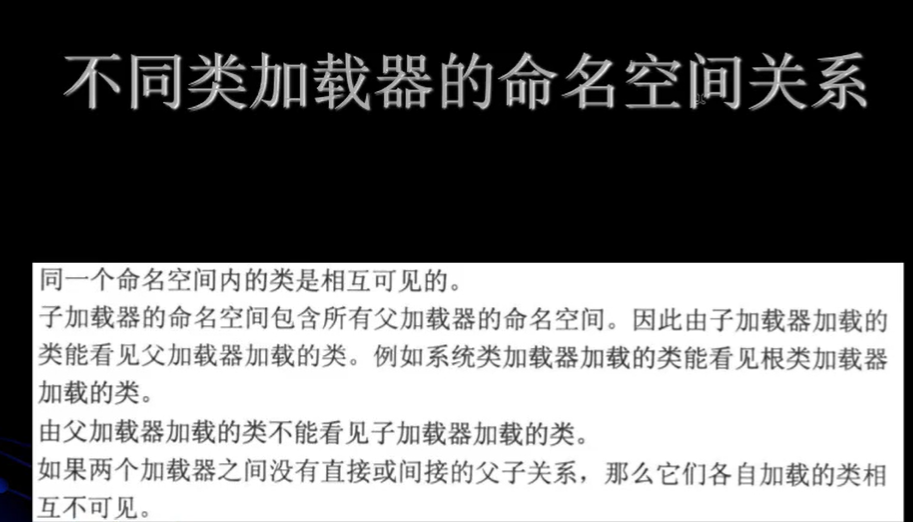 不同类加载器的命名空间关系
同一个命名空间内的类是相互可见的。
子加载器的命名空间包含所有父加载器的命名空间。因此由子加载器加载的
类能看见父加载器加载的类。例如系统类加载器加载的类能看见根类加载器
加载的类。
由父加载器加载的类不能看见子加载器加载的类。
如果两个加载器之间没有直接或间接的父子关系，那么它们各自加载的类相
互不可见。